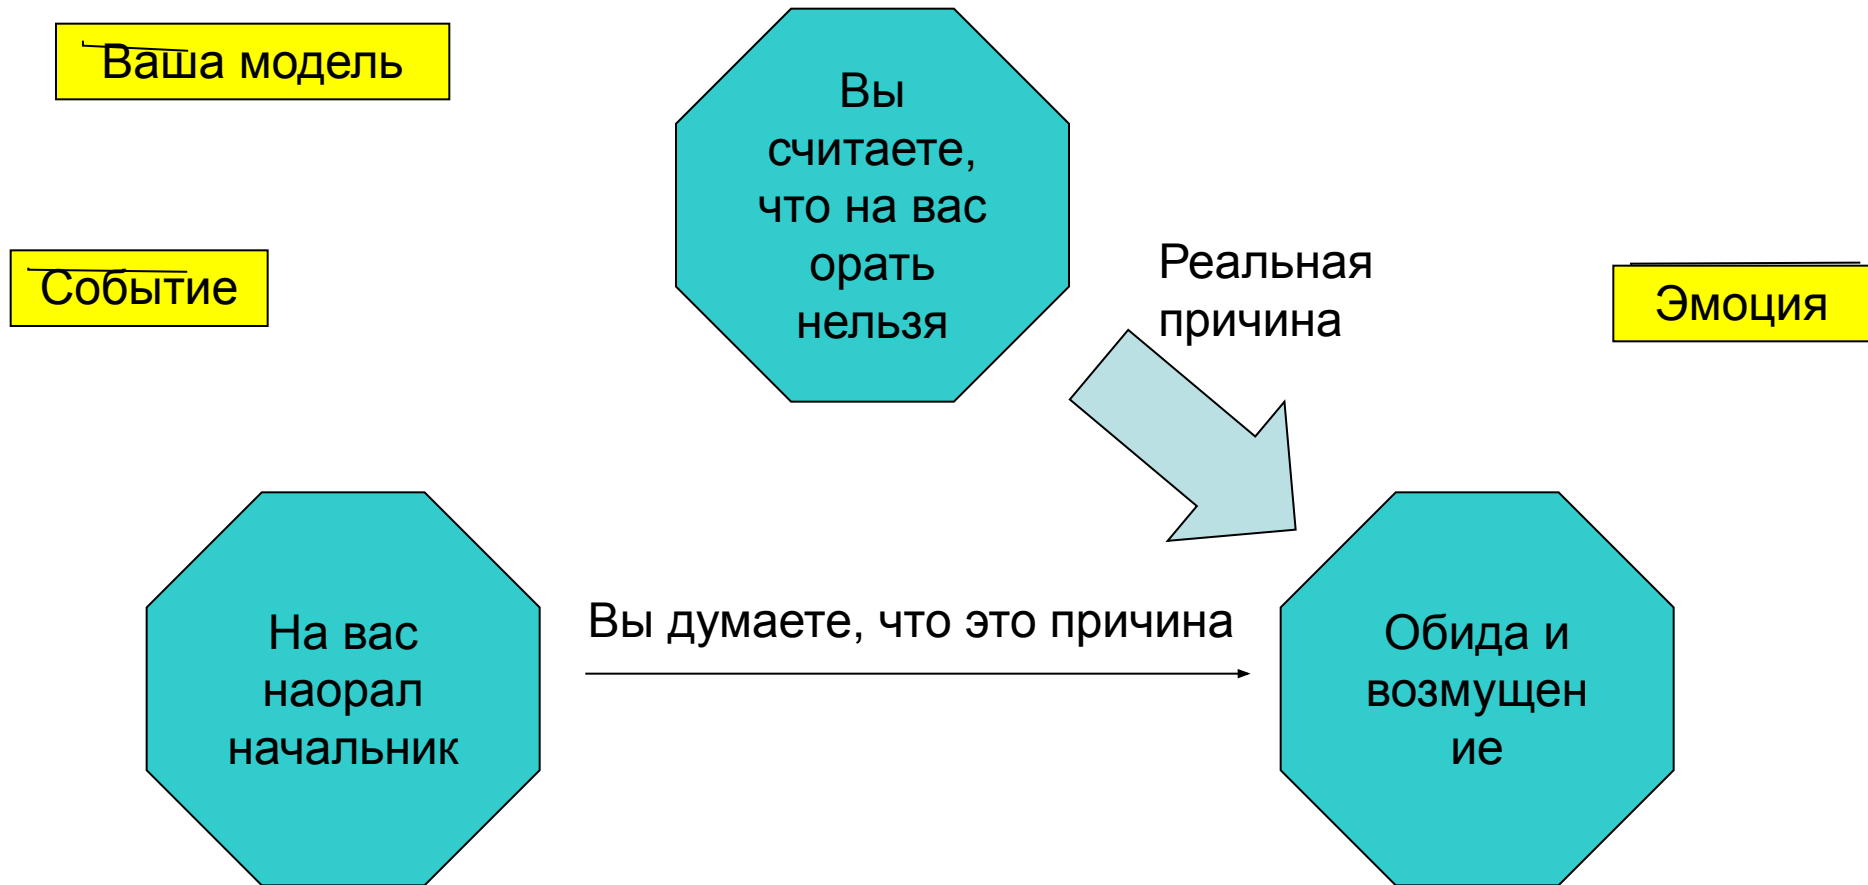 Ваша модель
Вы
считаете,
что на вас
орать
нельзя
Событие
Реальная
причина
Эмоция
На вас
наорал
начальник
Вы думаете, что это причина
Обида и
возмущен
ие